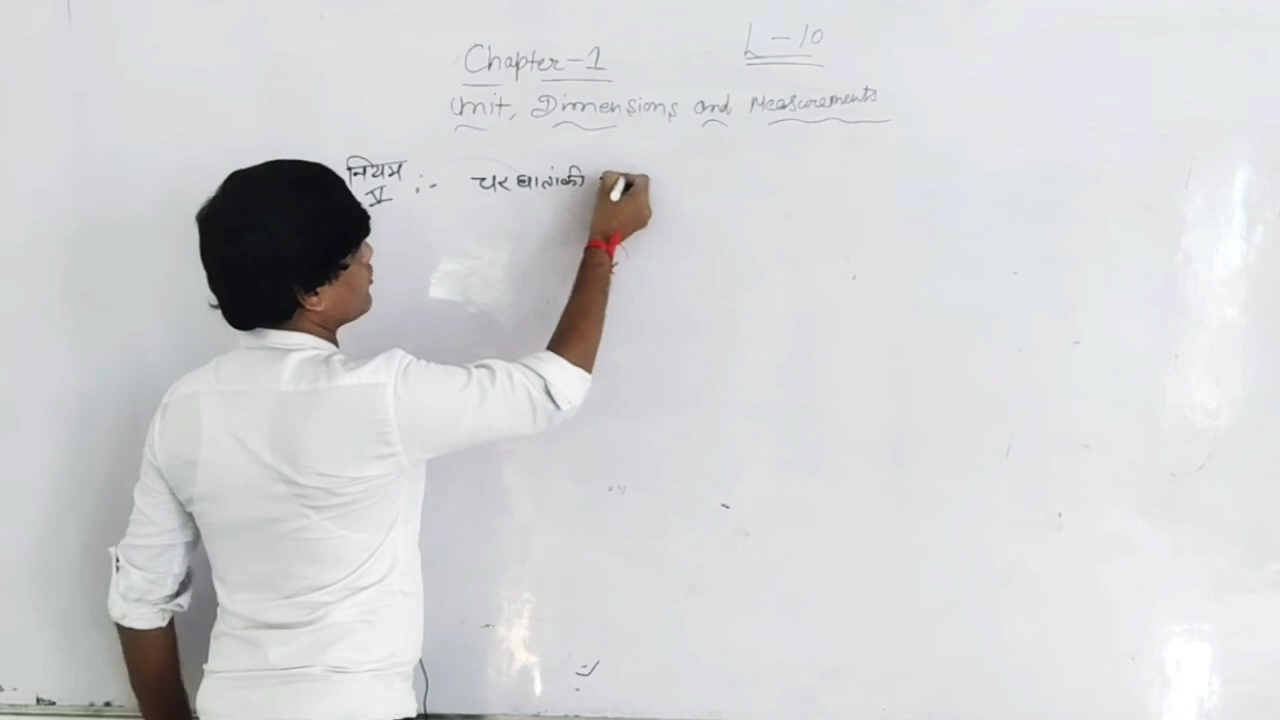 L-10
Chapter-1
Unit, Dimensions and Measurements
नियम V :- चर घातांकी